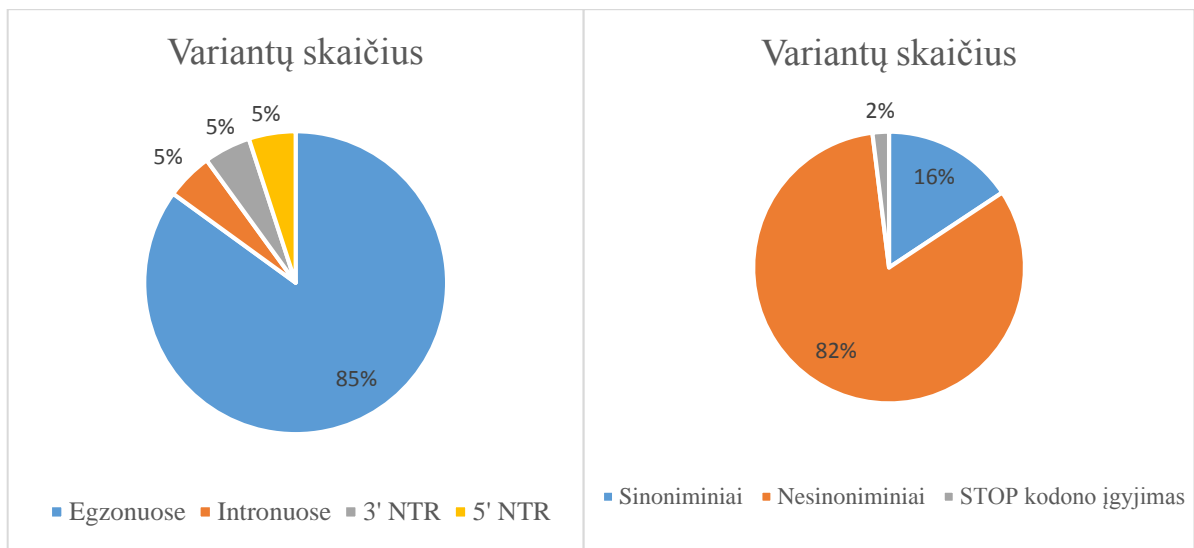 Variantų skaičius
5%
5%
5%
85%
Egzonuose Intronuose 3' NTR 5' NTR
Variantų skaičius
2%
16%
82%
Sinoniminiai Nesinoniminiai STOP kodono įgyjimas